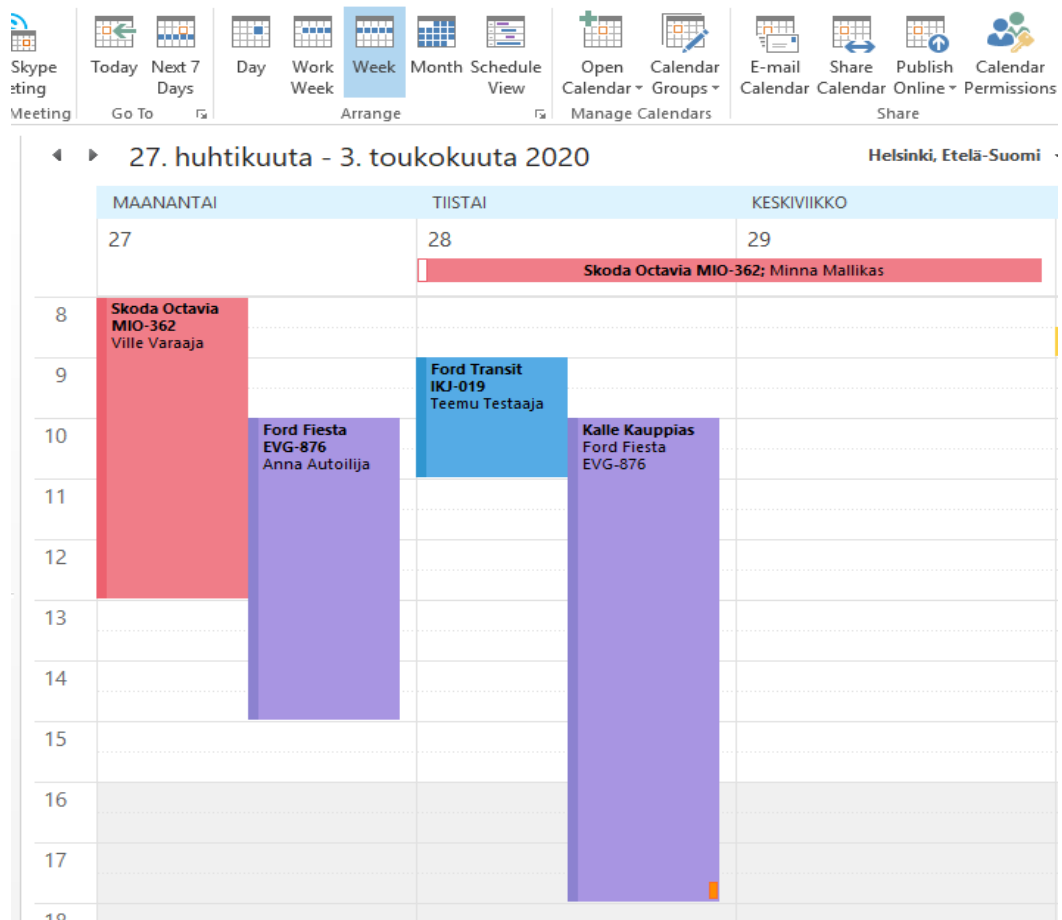 Skype
eting
Meeting
Today
Next 7
Days
Go To
Day
Work
Week
Week
Month
Schedule
View
Arrange
Open
Calendar
Calendar
Groups
Manage Calendars
E-mail
Calendar
Share
Calendar
Publish
Online
Calendar
Permissions
Share
27. huhtikuuta - 3. toukokuuta 2020
Helsinki, Etelä-Suomi
MAANANTAI
TIISTAI
KESKIVIIKKO
27
28
29
Skoda Octavia MIO-362; Minna Mallikas
8
Skoda Octavia
MIO-362
Ville Varaaja
9
Ford Transit
IKJ-019
Teemu Testaaja
10
Ford Fiesta
EVG-876
Anna Autoilija
Kalle Kauppias
Ford Fiesta
EVG-876
11
12
13
14
15
16
17
18